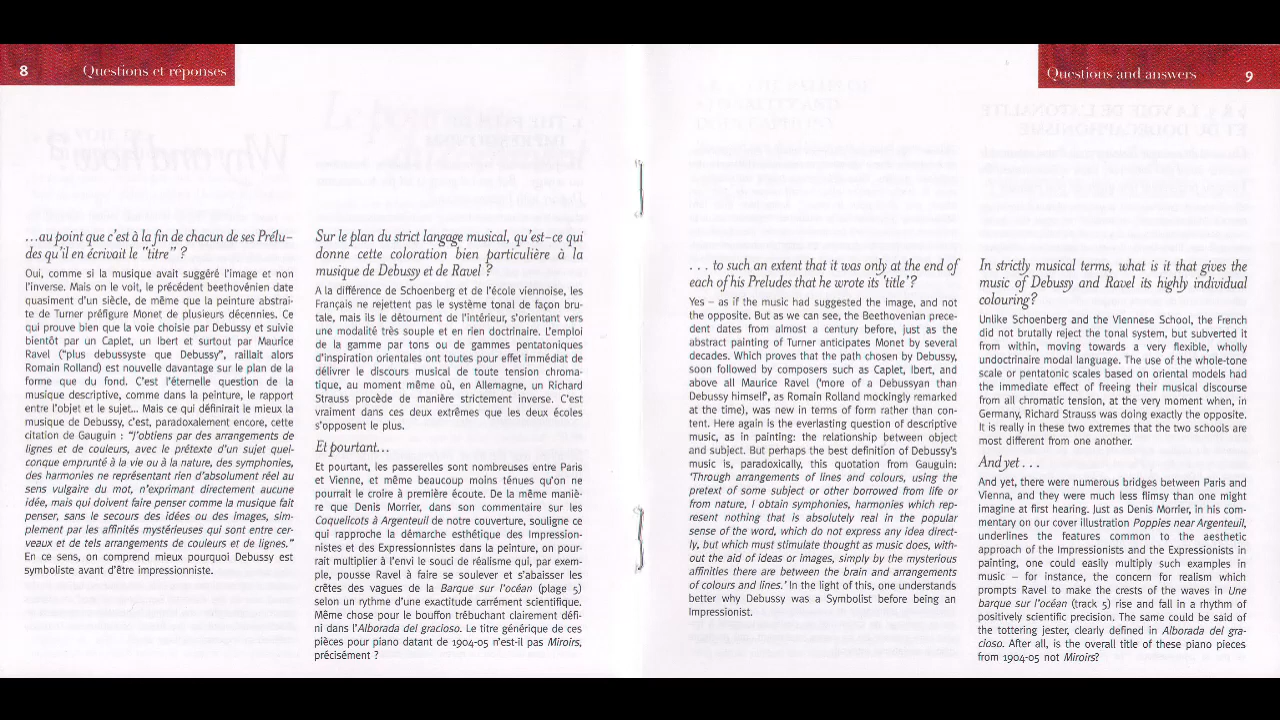 8
Questions et réponses
...au point que c'est à la fin de chacun de ses Prélu-
des qu'il en écrivait le "titre" ?
Oui, comme si la musique avait suggéré l'image et non
l'inverse. Mais on le voit, le précédent beethovénien date
quasiment d'un siècle, de même que la peinture abstrai-
te de Turner préfigure Monet de plusieurs décennies. Ce
qui prouve bien que la voie choisie par Debussy et suivie
bientôt par un Caplet, un Ibert et surtout par Maurice
Ravel ("plus debussyste que Debussy", raillait alors
Romain Rolland) est nouvelle davantage sur le plan de la
forme que du fond. C'est l'éternelle question de la
musique descriptive, comme dans la peinture, le rapport
entre l'objet et le sujet... Mais ce qui définirait le mieux la
musique de Debussy, c'est, paradoxalement encore, cette
citation de Gauguin : "J'obtiens par des arrangements de
lignes et de couleurs, avec le prétexte d'un sujet quel-
conque emprunté à la vie ou à la nature, des symphonies,
des harmonies ne représentant rien d'absolument réel au
sens vulgaire du mot, n'exprimant directement aucune
idée, mais qui doivent faire penser comme la musique fait
penser, sans le secours des idées ou des images, sim-
plement par les affinités mystérieuses qui sont entre cer-
veaux et de tels arrangements de couleurs et de lignes."
En ce sens, on comprend mieux pourquoi Debussy est
symboliste avant d'être impressionniste.
Sur le plan du strict langage musical, qu'est-ce qui
donne cette coloration bien particulière à la
musique de Debussy et de Ravel ?
A la différence de Schoenberg et de l'école viennoise, les
Français ne rejettent pas le système tonal de façon bru-
tale, mais ils le détournent de l'intérieur, s'orientant vers
une modalité très souple et en rien doctrinaire. L'emploi
de la gamme par tons ou de gammes pentatoniques
d'inspiration orientales ont toutes pour effet immédiat de
délivrer le discours musical de toute tension chroma-
tique, au moment même où, en Allemagne, un Richard
Strauss procède de manière strictement inverse. C'est
vraiment dans ces deux extrêmes que les deux écoles
s'opposent le plus.
Et pourtant...
Et pourtant, les passerelles sont nombreuses entre Paris
et Vienne, et même beaucoup moins ténues qu'on ne
pourrait le croire à première écoute. De la même maniè-
re que Denis Morrier, dans son commentaire sur les
Coquelicots à Argenteuil de notre couverture, souligne ce
qui rapproche la démarche esthétique des Impression-
nistes et des Expressionnistes dans la peinture, on pour-
rait multiplier à l'envi le souci de réalisme qui, par exem-
ple, pousse Ravel à faire se soulever et s'abaisser les
crêtes des vagues de la Barque sur l'océan (plage 5)
selon un rythme d'une exactitude carrément scientifique.
Même chose pour le bouffon trébuchant clairement défi-
ni dans l'Alborada del gracioso. Le titre générique de ces
pièces pour piano datant de 1904-05 n'est-il pas Miroirs,
précisément ?
Questions and answers
9
. . . to such an extent that it was only at the end of
each of his Preludes that he wrote its 'title'?
Yes – as if the music had suggested the image, and not
the opposite. But as we can see, the Beethovenian prece-
dent dates from almost a century before, just as the
abstract painting of Turner anticipates Monet by several
decades. Which proves that the path chosen by Debussy,
soon followed by composers such as Caplet, Ibert, and
above all Maurice Ravel ('more of a Debussyan than
Debussy himself', as Romain Rolland mockingly remarked
at the time), was new in terms of form rather than con-
tent. Here again is the everlasting question of descriptive
music, as in painting: the relationship between object
and subject. But perhaps the best definition of Debussy's
music is, paradoxically, this quotation from Gauguin:
'Through arrangements of lines and colours, using the
pretext of some subject or other borrowed from life or
from nature, I obtain symphonies, harmonies which rep-
resent nothing that is absolutely real in the popular
sense of the word, which do not express any idea direct-
ly, but which must stimulate thought as music does, with-
out the aid of ideas or images, simply by the mysterious
affinities there are between the brain and arrangements
of colours and lines.' In the light of this, one understands
better why Debussy was a Symbolist before being an
Impressionist.
In strictly musical terms, what is it that gives the
music of Debussy and Ravel its highly individual
colouring?
Unlike Schoenberg and the Viennese School, the French
did not brutally reject the tonal system, but subverted it
from within, moving towards a very flexible, wholly
undoctrinaire modal language. The use of the whole-tone
scale or pentatonic scales based on oriental models had
the immediate effect of freeing their musical discourse
from all chromatic tension, at the very moment when, in
Germany, Richard Strauss was doing exactly the opposite.
It is really in these two extremes that the two schools are
most different from one another.
And yet . . .
And yet, there were numerous bridges between Paris and
Vienna, and they were much less flimsy than one might
imagine at first hearing. Just as Denis Morrier, in his com-
mentary on our cover illustration Poppies near Argenteuil,
underlines the features common to the aesthetic
approach of the Impressionists and the Expressionists in
painting, one could easily multiply such examples in
music – for instance, the concern for realism which
prompts Ravel to make the crests of the waves in Une
barque sur l'océan (track 5) rise and fall in a rhythm of
positively scientific precision. The same could be said of
the tottering jester, clearly defined in Alborada del gra-
cioso. After all, is the overall title of these piano pieces
from 1904-05 not Miroirs?